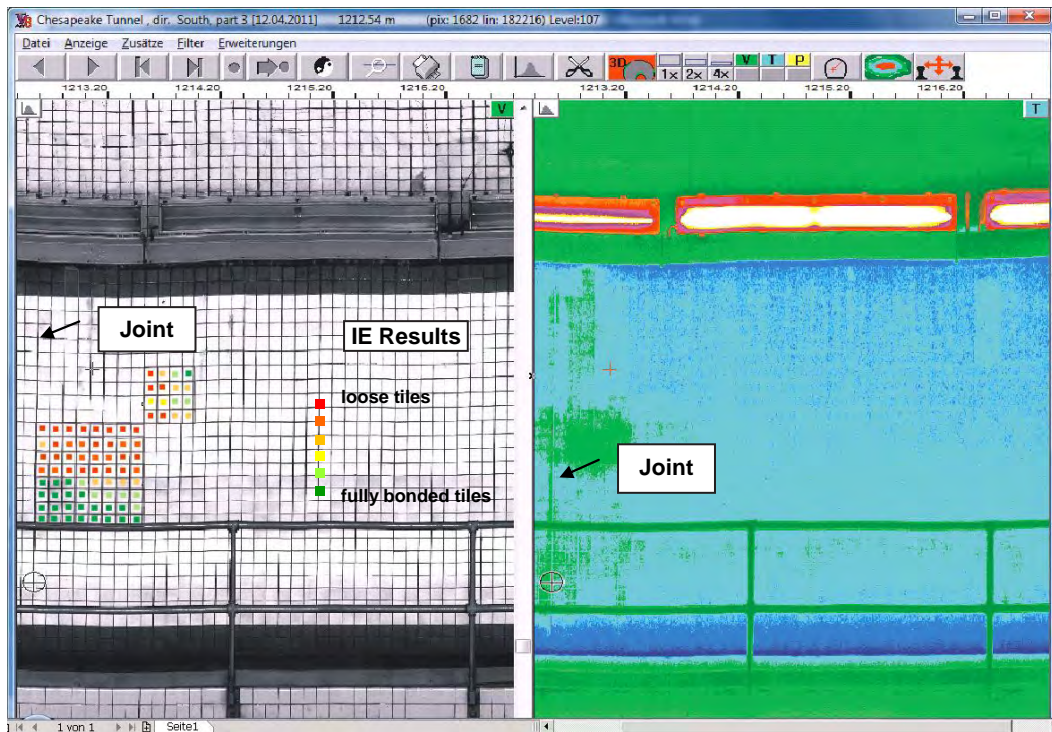 Chesapeake Tunnel , dir. South, part 3 [12.04.2011] 1212.54 m (pix: 1682 lin: 182216) Level:107
Datei Anzeige Zusätze Filter Erweiterungen
3D 1x 2x 4x V T P
1213.20 1214.20 1215.20 1216.20
1213.20 1214.20 1215.20 1216.20
V
T
Joint
IE Results
loose tiles
fully bonded tiles
Joint
1 von 1 Seite1